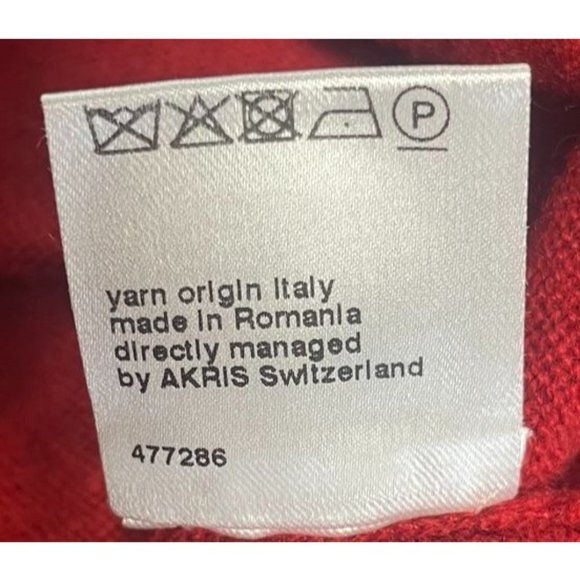 P
yarn origin Italy
made in Romania
directly managed
by AKRIS Switzerland
477286